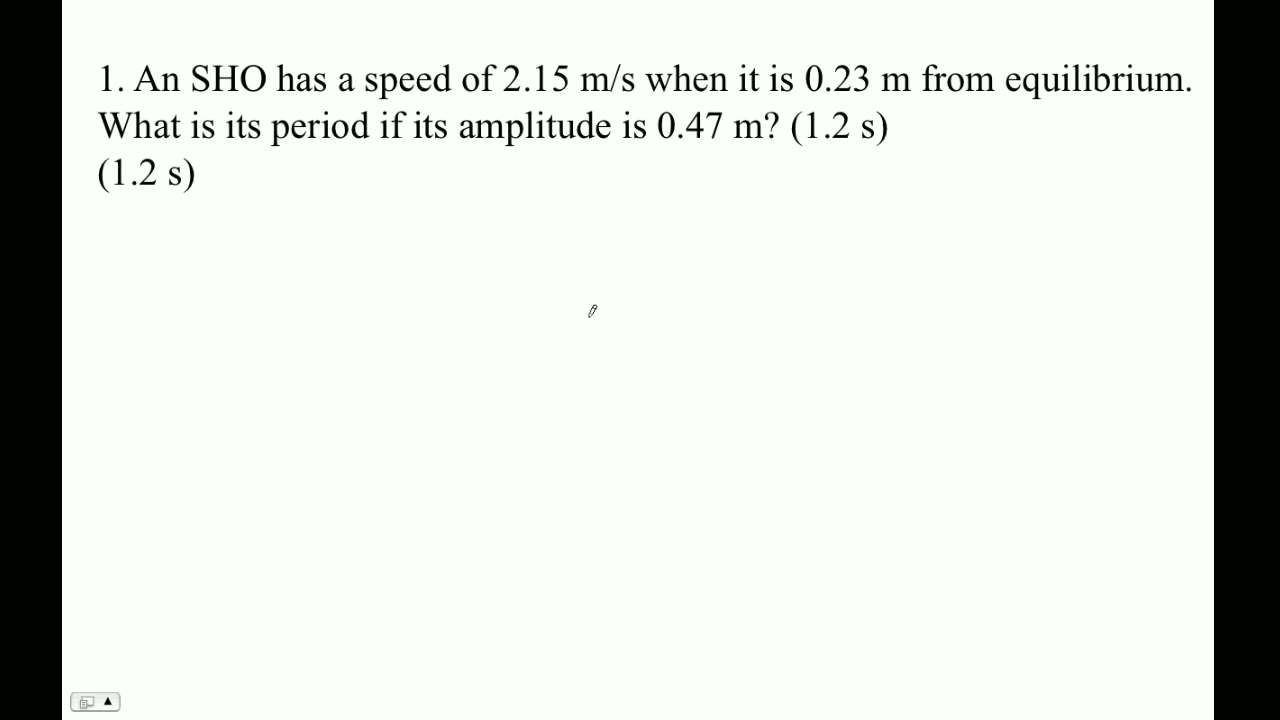 1. An SHO has a speed of 2.15 m/s when it is 0.23 m from equilibrium.
What is its period if its amplitude is 0.47 m? (1.2 s)
(1.2 s)